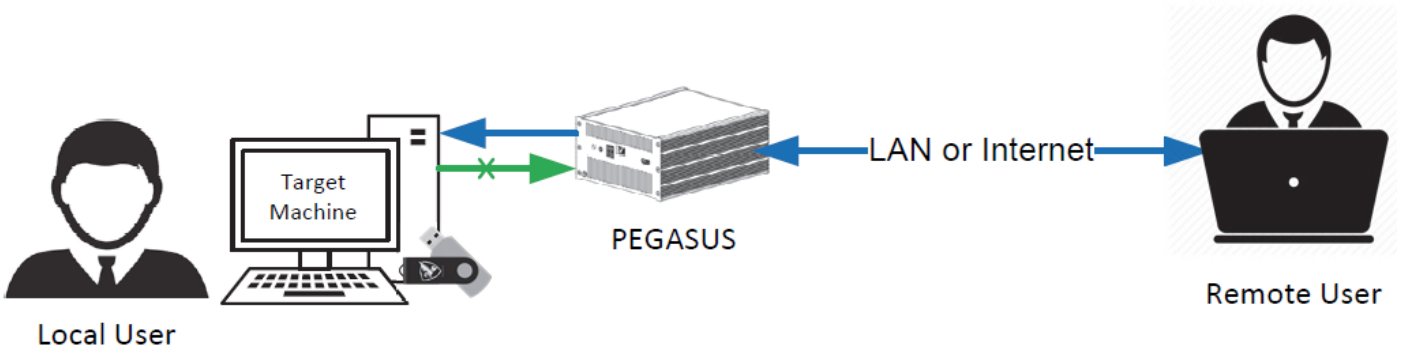 Target
Machine
LAN or Internet
PEGASUS
Remote User
Local User